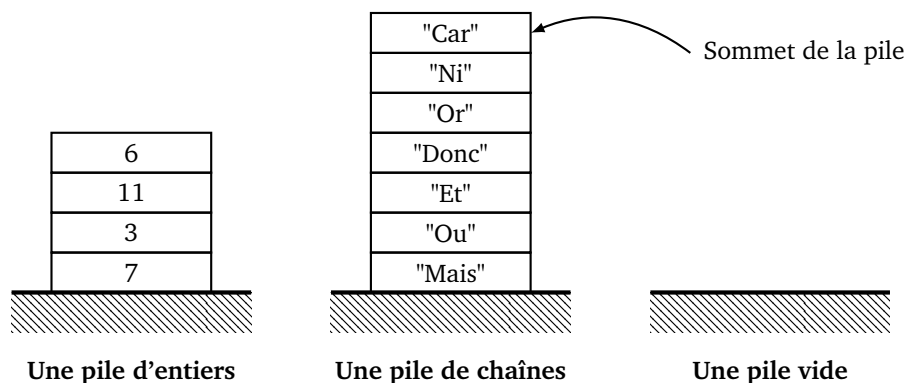 "Car"
Sommet de la pile
"Ni"
"Or"
6
"Donc"
11
"Et"
3
"Ou"
7
"Mais"
Une pile d'entiers
Une pile de chaînes
Une pile vide